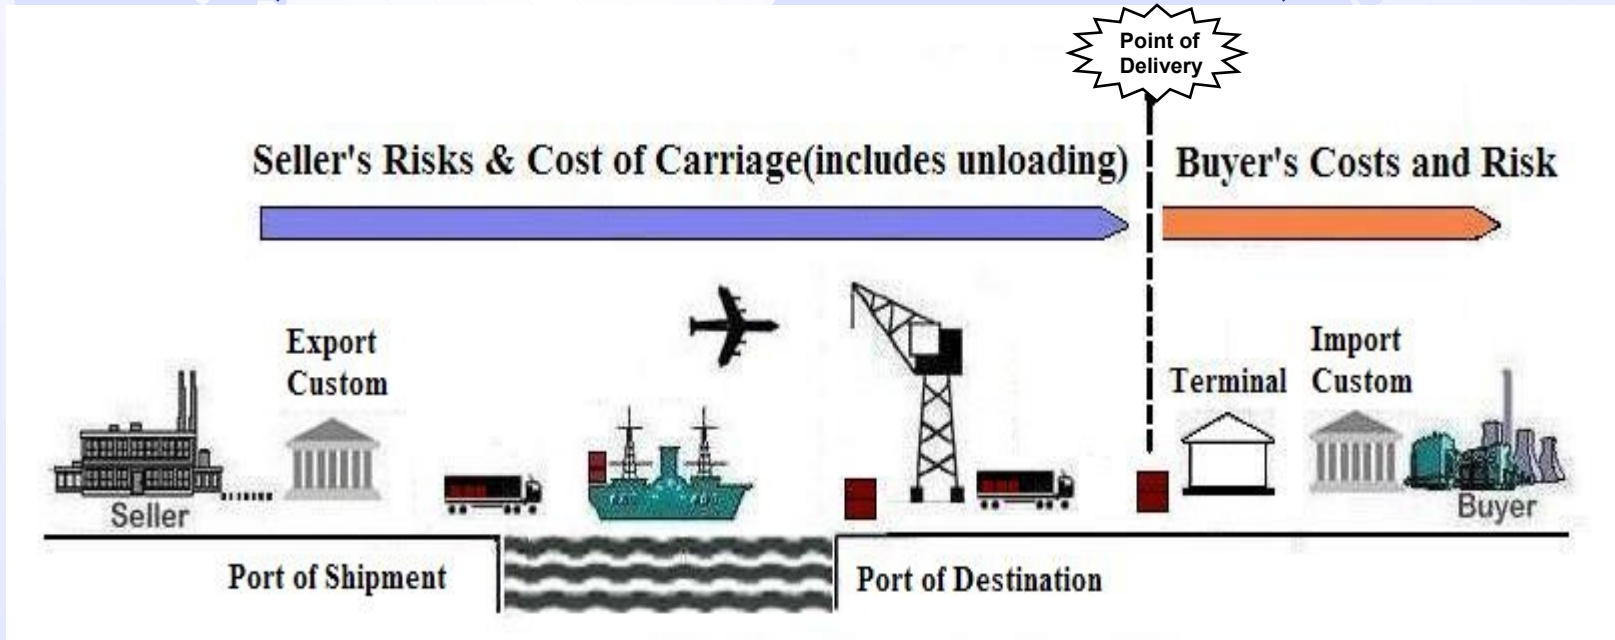 Point of
Delivery
Seller's Risks & Cost of Carriage(includes unloading)
Buyer's Costs and Risk
Export
Custom
Import
Custom
Terminal
Seller
Buyer
Port of Shipment
Port of Destination